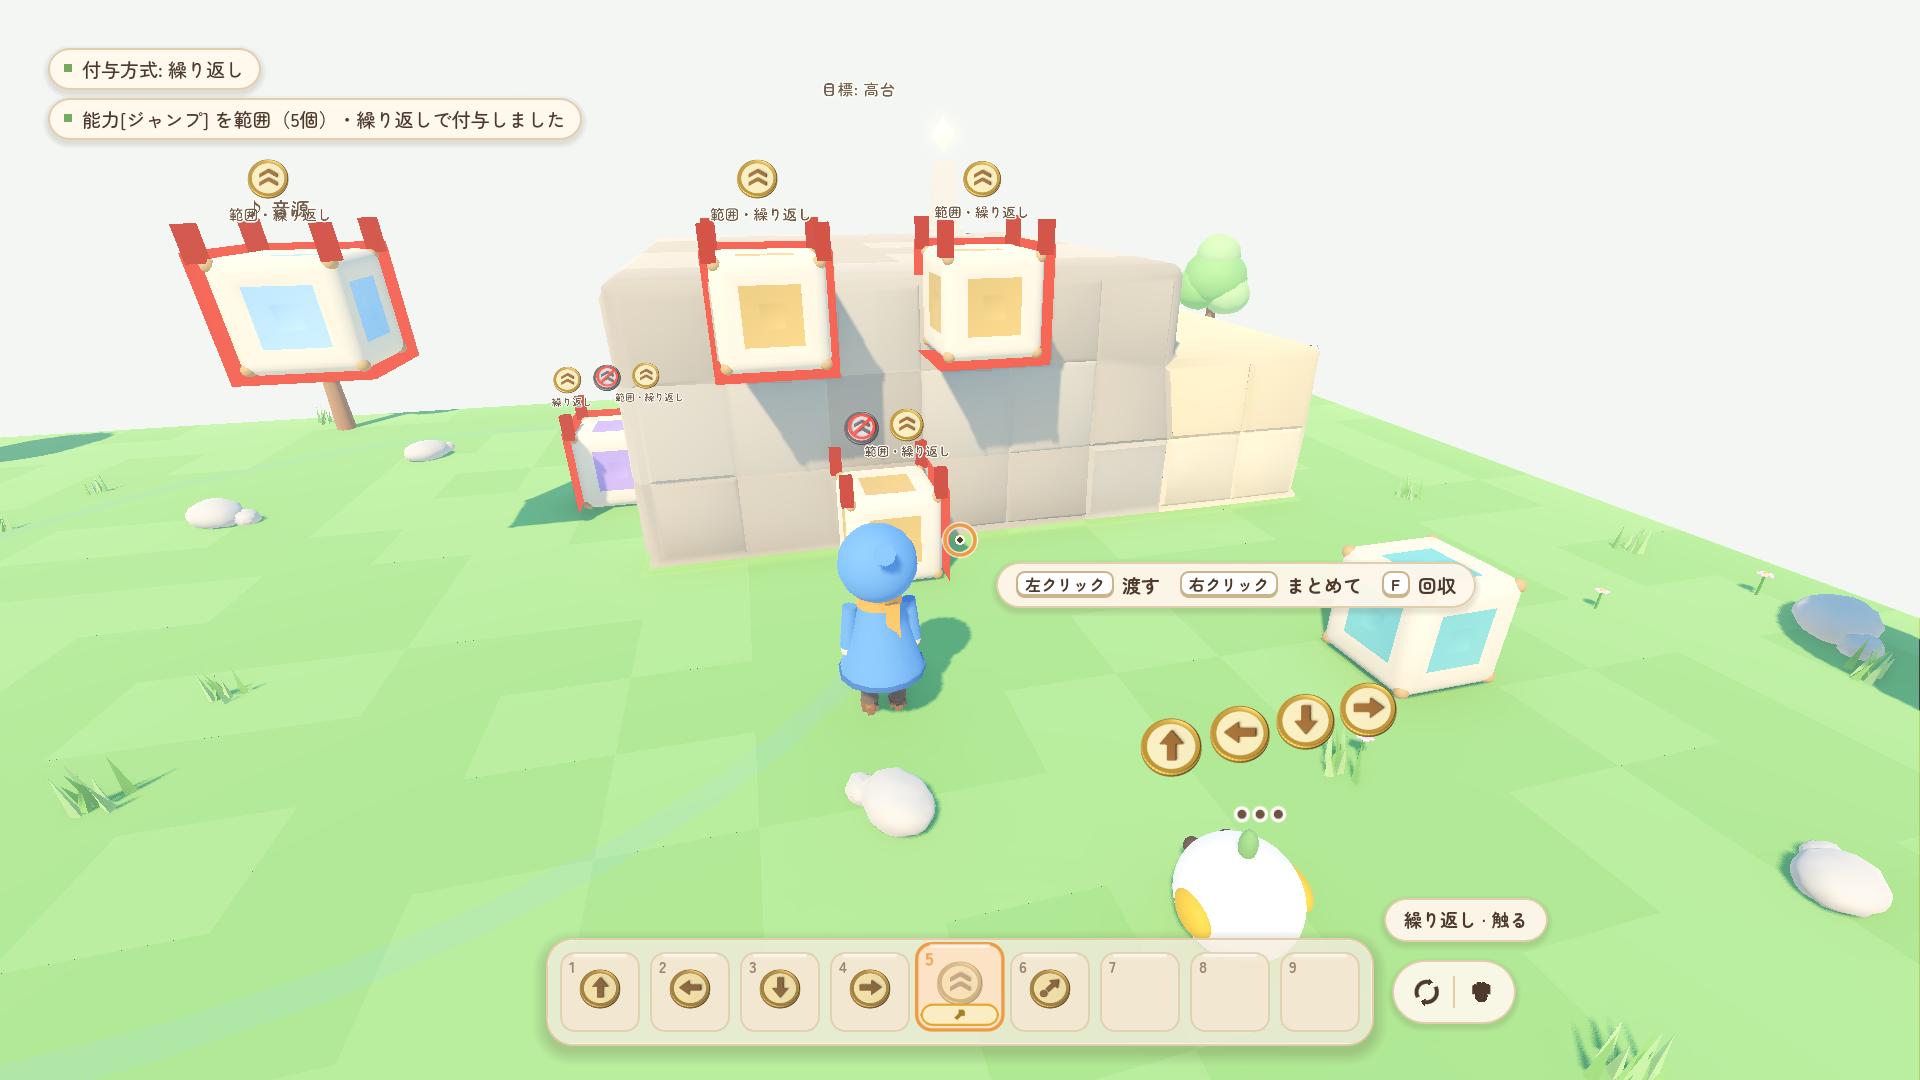 付与方式: 繰り返し
能力[ジャンプ] を範囲（5個）・繰り返しで付与しました
目標: 高台
♪ 音源
範囲・繰り返し
範囲・繰り返し
範囲・繰り返し
繰り返し
範囲・繰り返し
範囲・繰り返し
左クリック 渡す 右クリック まとめて F 回収
繰り返し · 触る
1 2 3 4 5 6 7 8 9